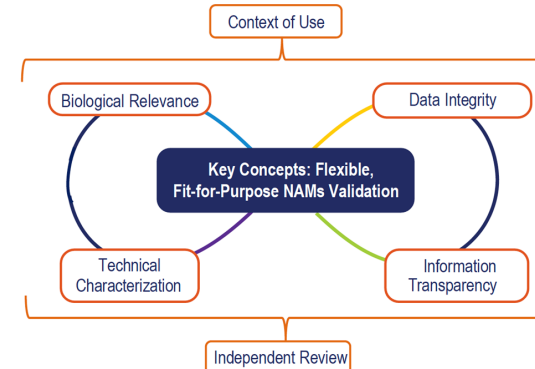 Context of Use
Biological Relevance
Data Integrity
Key Concepts: Flexible,
Fit-for-Purpose NAMs Validation
Technical
Characterization
Information
Transparency
Independent Review